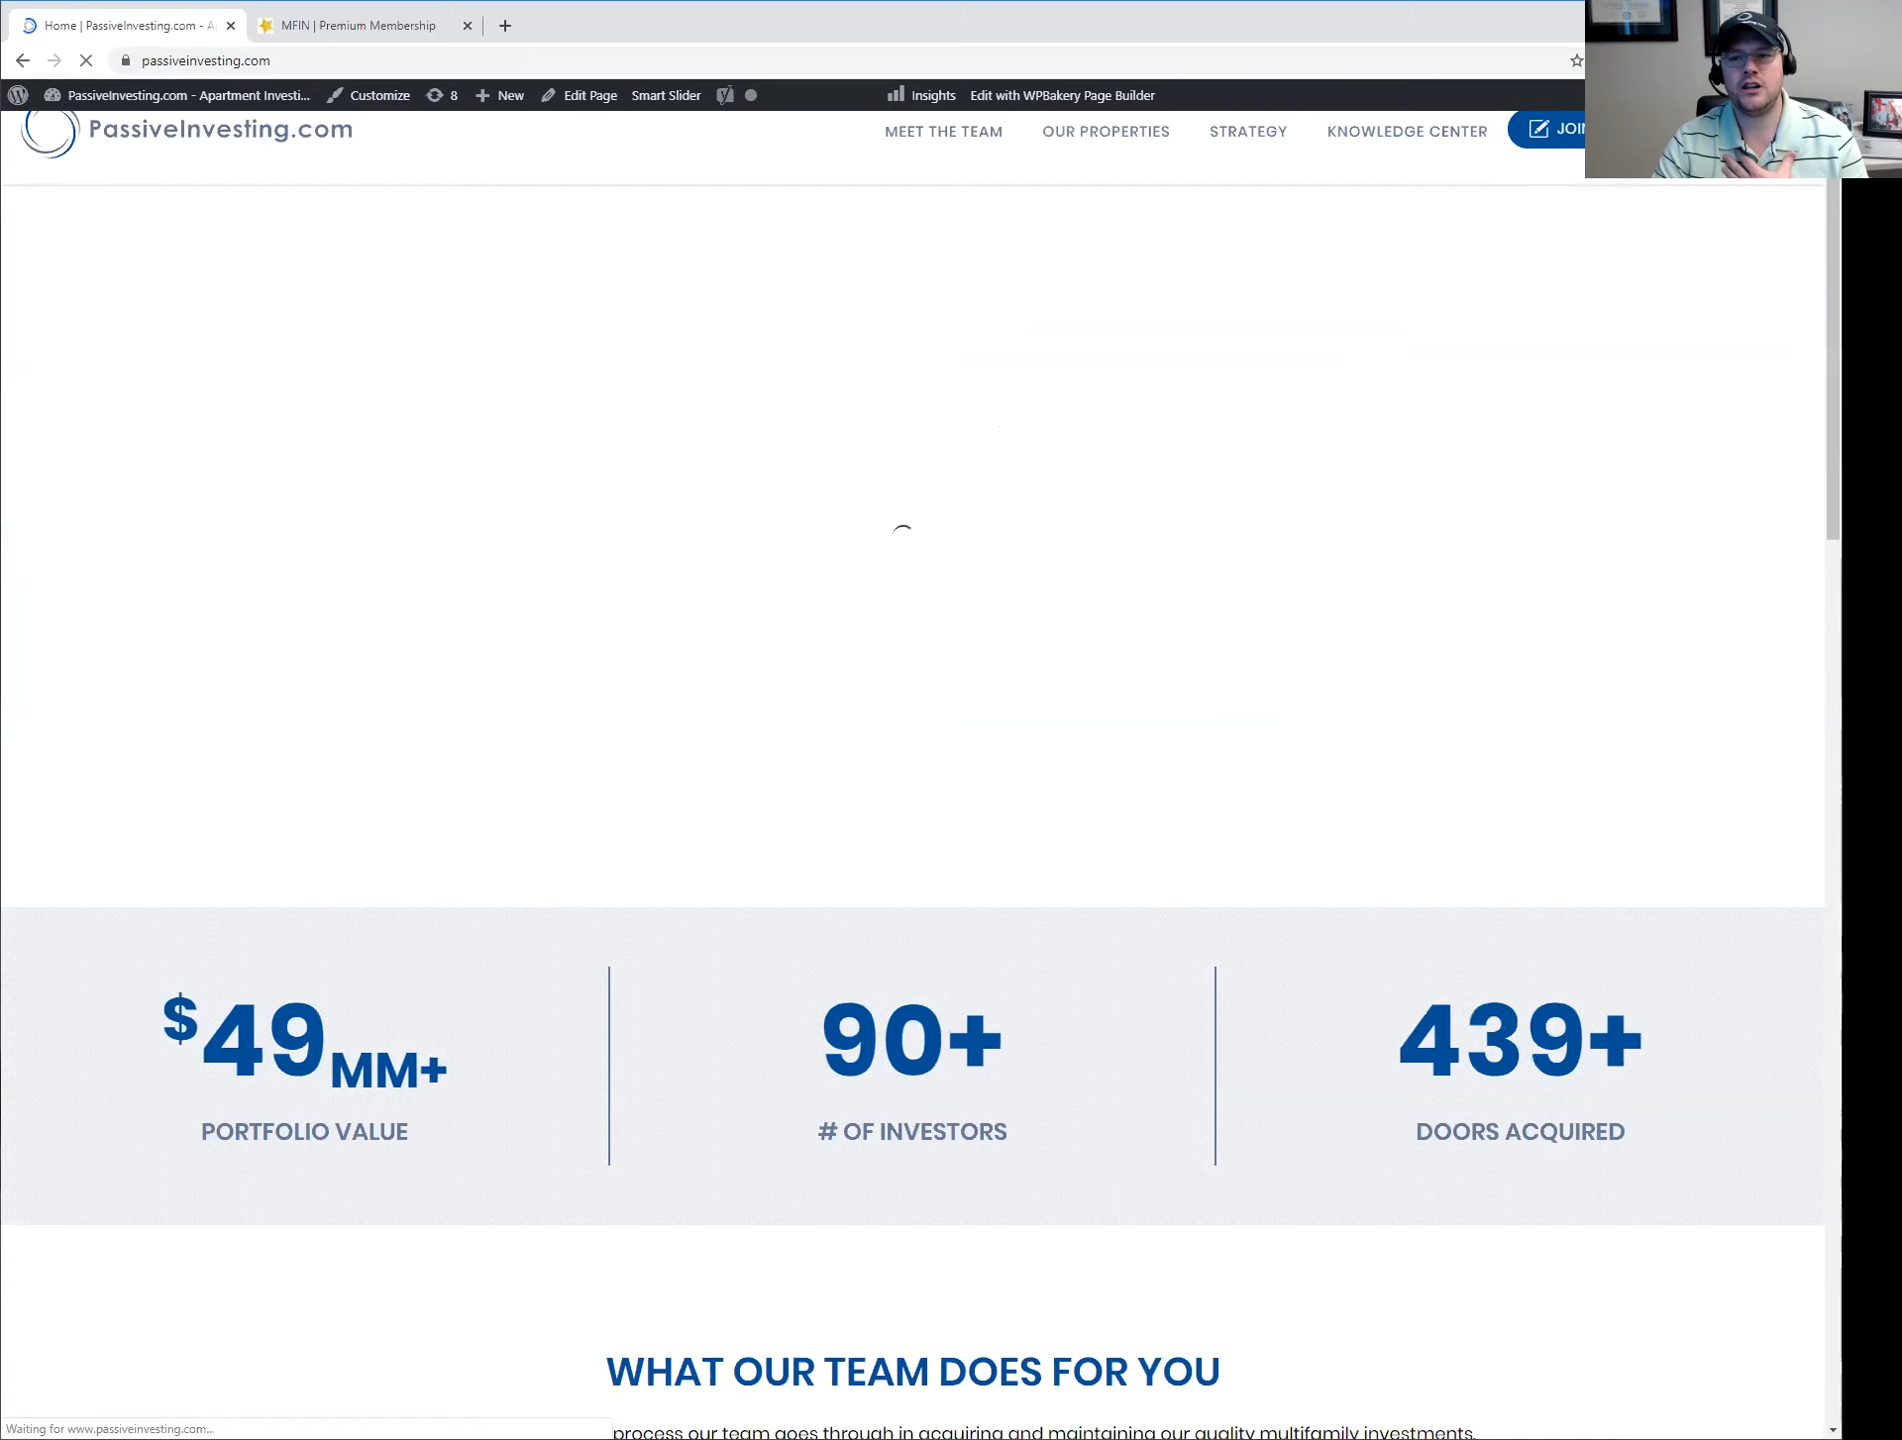 Home | PassiveInvesting.com - A
MFIN | Premium Membership
passiveinvesting.com
PassiveInvesting.com - Apartment Investi... Customize 8 New Edit Page Smart Slider Insights Edit with WPBakery Page Builder
PassiveInvesting.com
MEET THE TEAM OUR PROPERTIES STRATEGY KNOWLEDGE CENTER JOIN
$49MM+ 90+ 439+
PORTFOLIO VALUE # OF INVESTORS DOORS ACQUIRED
WHAT OUR TEAM DOES FOR YOU
process our team goes through in acquiring and maintaining our quality multifamily investments.
Waiting for www.passiveinvesting.com...